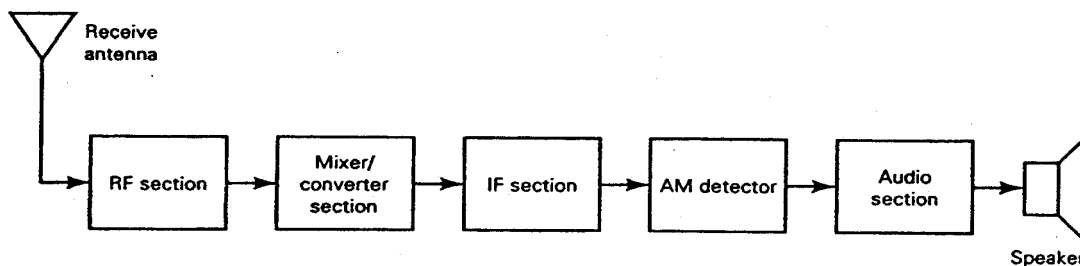 Receive
antenna
RF section
Mixer/
converter
section
IF section
AM detector
Audio
section
Speaker